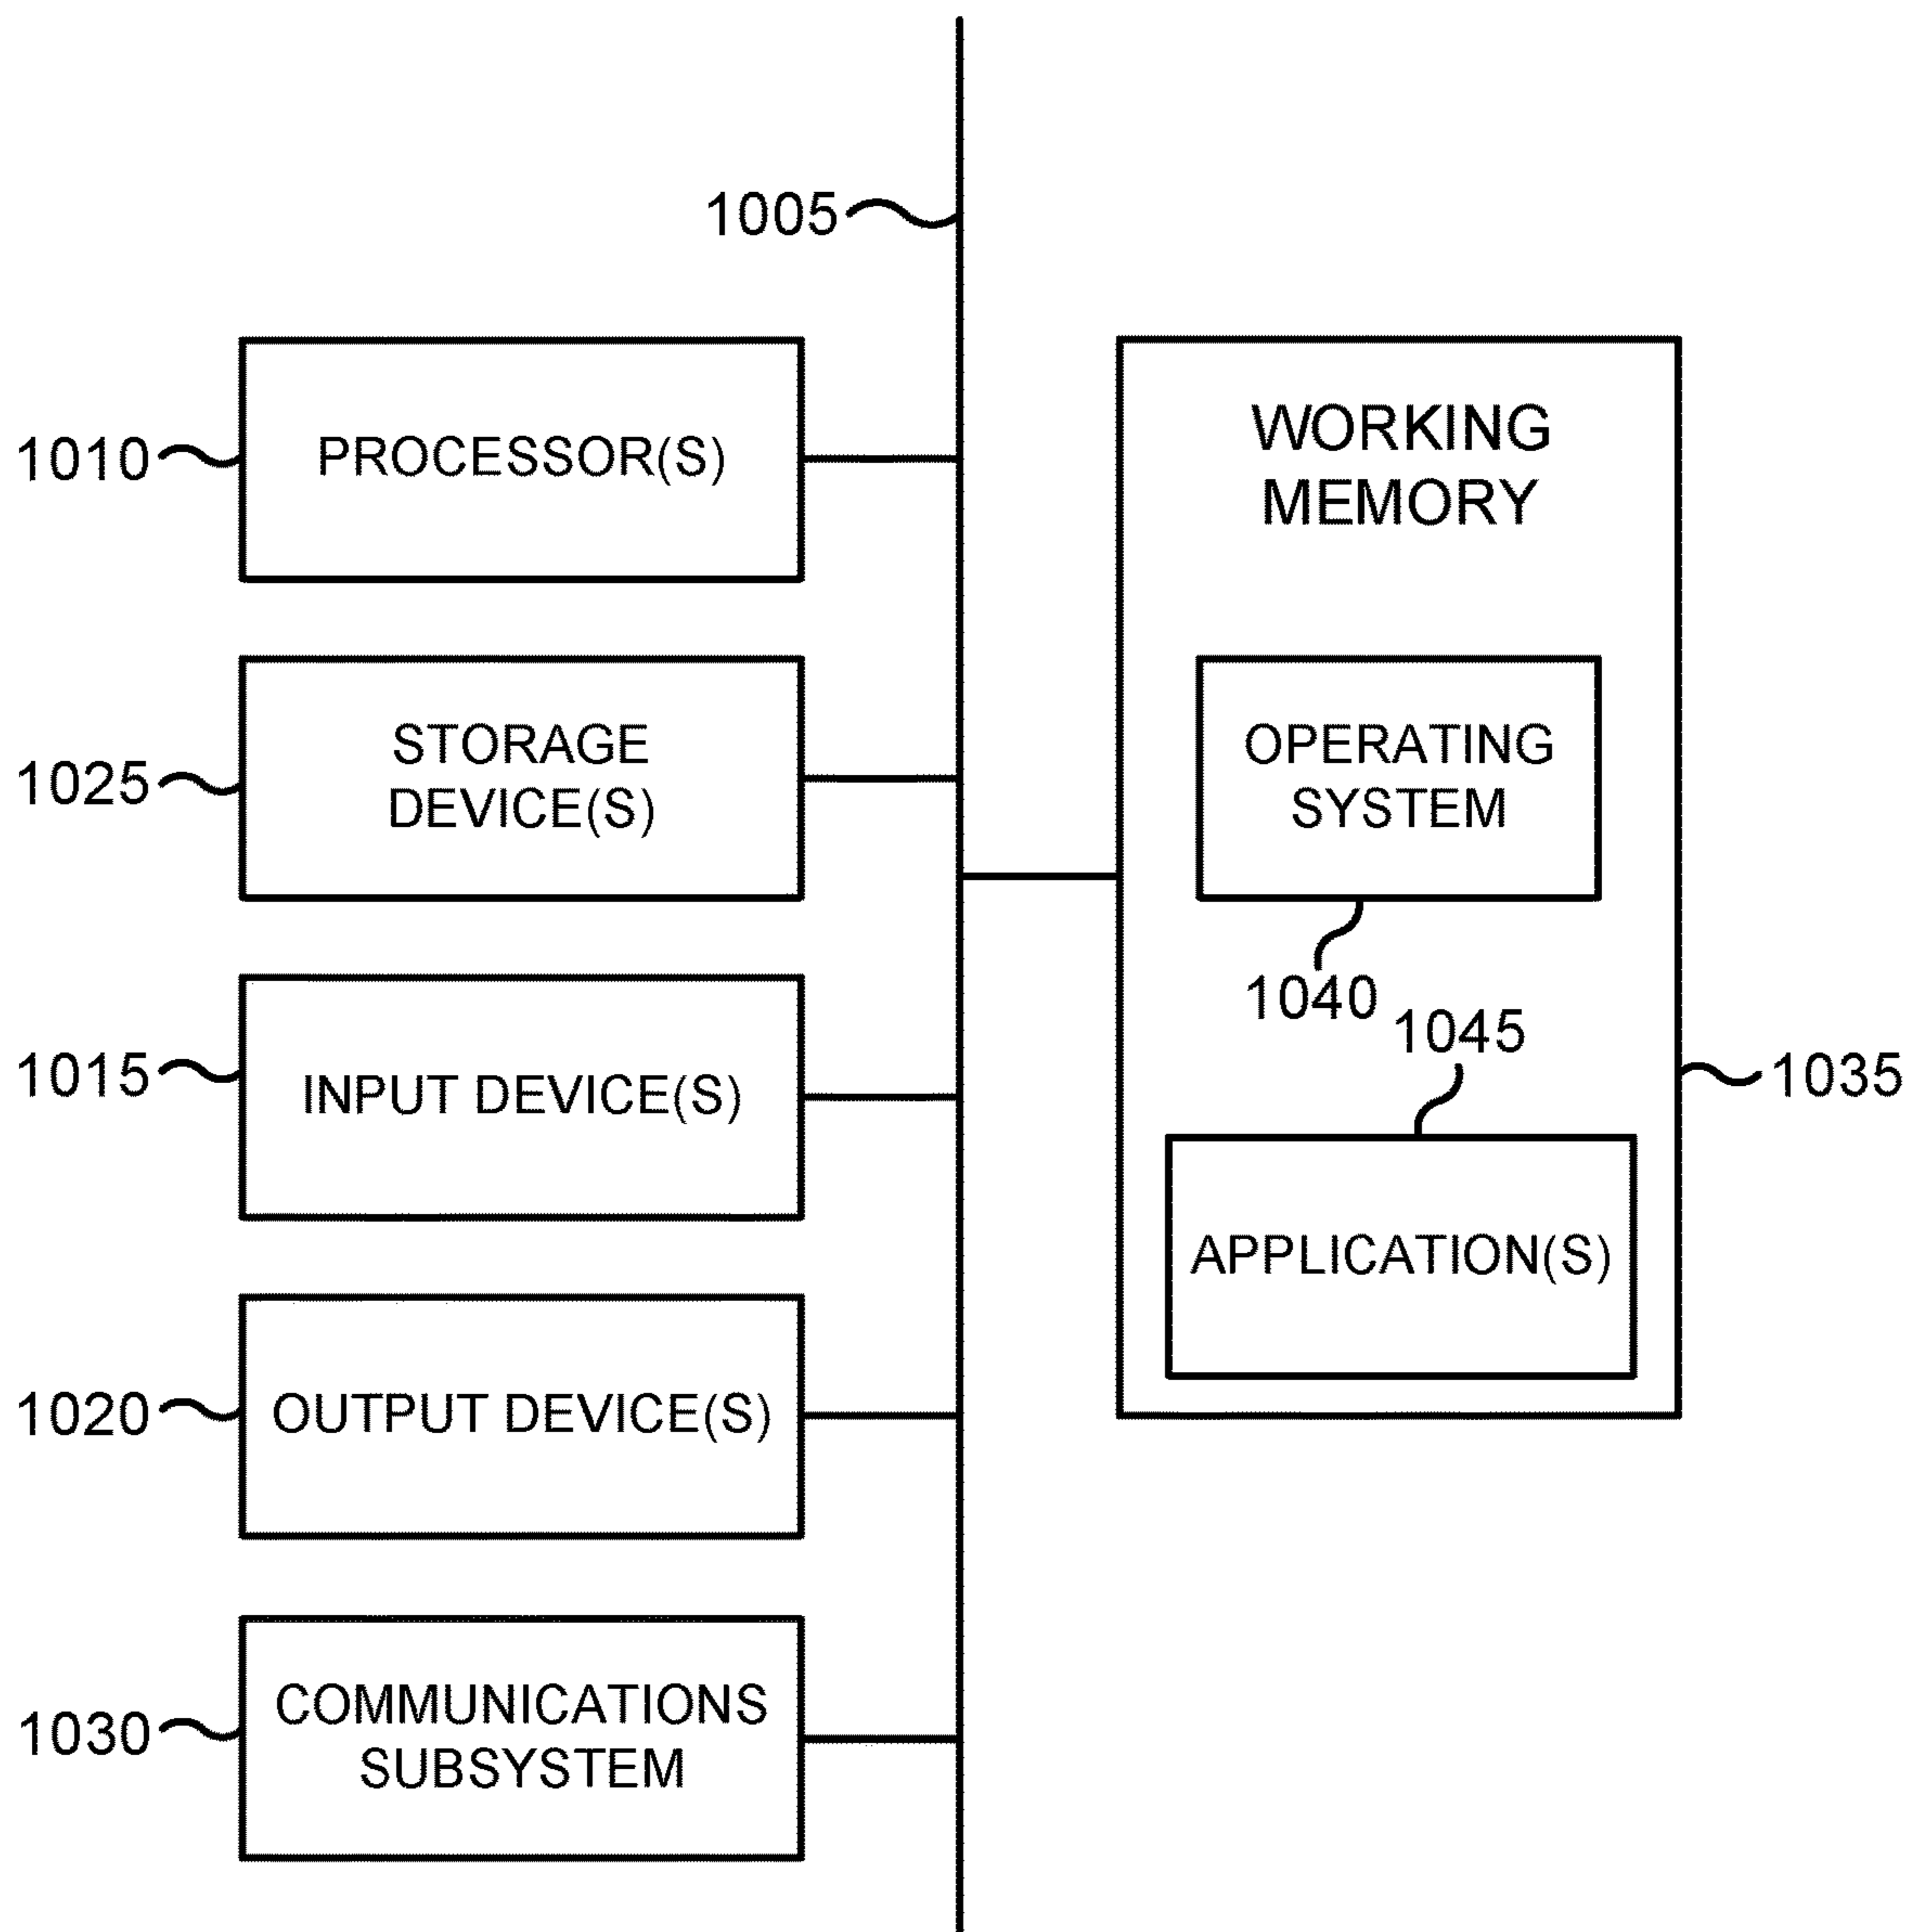 1005
1010
PROCESSOR(S)
1025
STORAGE
DEVICE(S)
1015
INPUT DEVICE(S)
1020
OUTPUT DEVICE(S)
1030
COMMUNICATIONS
SUBSYSTEM
WORKING
MEMORY
OPERATING
SYSTEM
1040
1045
APPLICATION(S)
1035